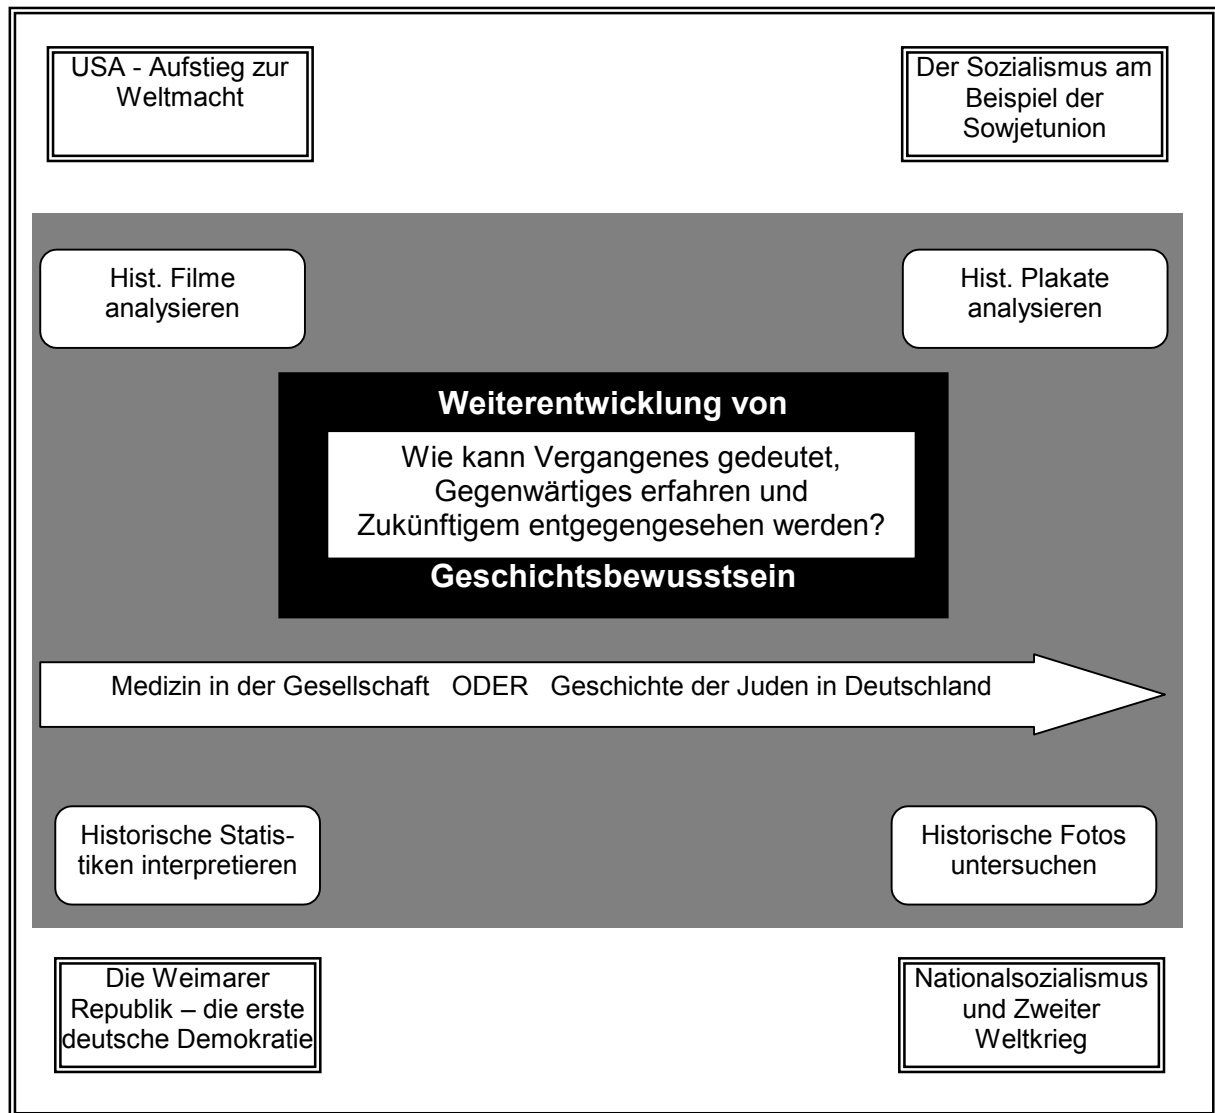 USA - Aufstieg zur
Weltmacht
Der Sozialismus am
Beispiel der
Sowjetunion
Hist. Filme
analysieren
Hist. Plakate
analysieren
Weiterentwicklung von
Wie kann Vergangenes gedeutet,
Gegenwärtiges erfahren und
Zukünftigem entgegengesehen werden?
Geschichtsbewusstsein
Medizin in der Gesellschaft ODER Geschichte der Juden in Deutschland
Historische Statis-
tiken interpretieren
Historische Fotos
untersuchen
Die Weimarer
Republik – die erste
deutsche Demokratie
Nationalsozialismus
und Zweiter
Weltkrieg